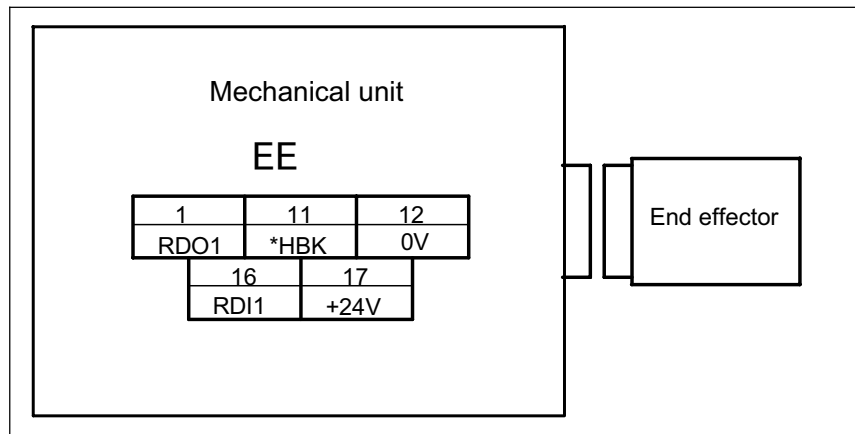 Mechanical unit
EE
1 11 12
RDO1 *HBK 0V
16 17
RDI1 +24V
End effector